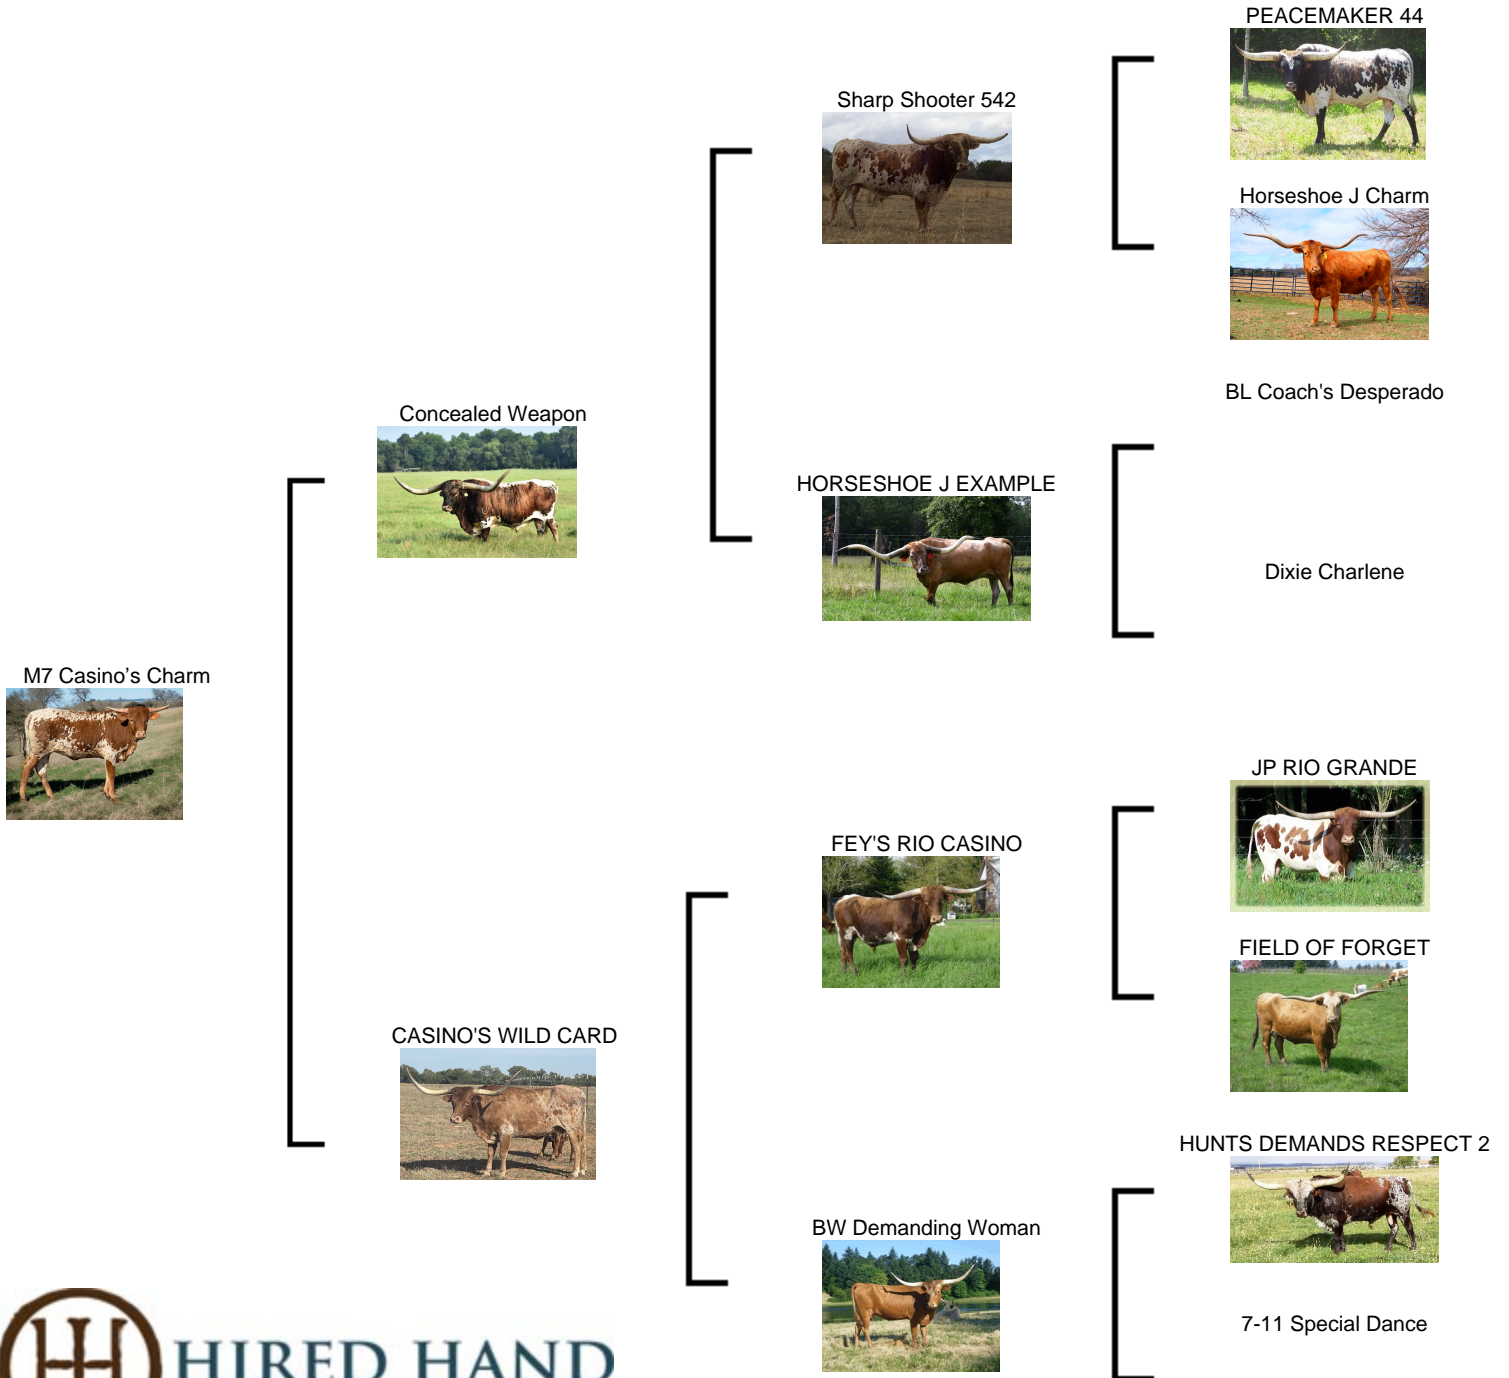 PEACEMAKER 44
Sharp Shooter 542
Horseshoe J Charm
BL Coach's Desperado
Concealed Weapon
HORSESHOE J EXAMPLE
Dixie Charlene
M7 Casino’s Charm
JP RIO GRANDE
FEY'S RIO CASINO
FIELD OF FORGET
CASINO'S WILD CARD
HUNTS DEMANDS RESPECT 2
BW Demanding Woman
7-11 Special Dance
HIRED HAND